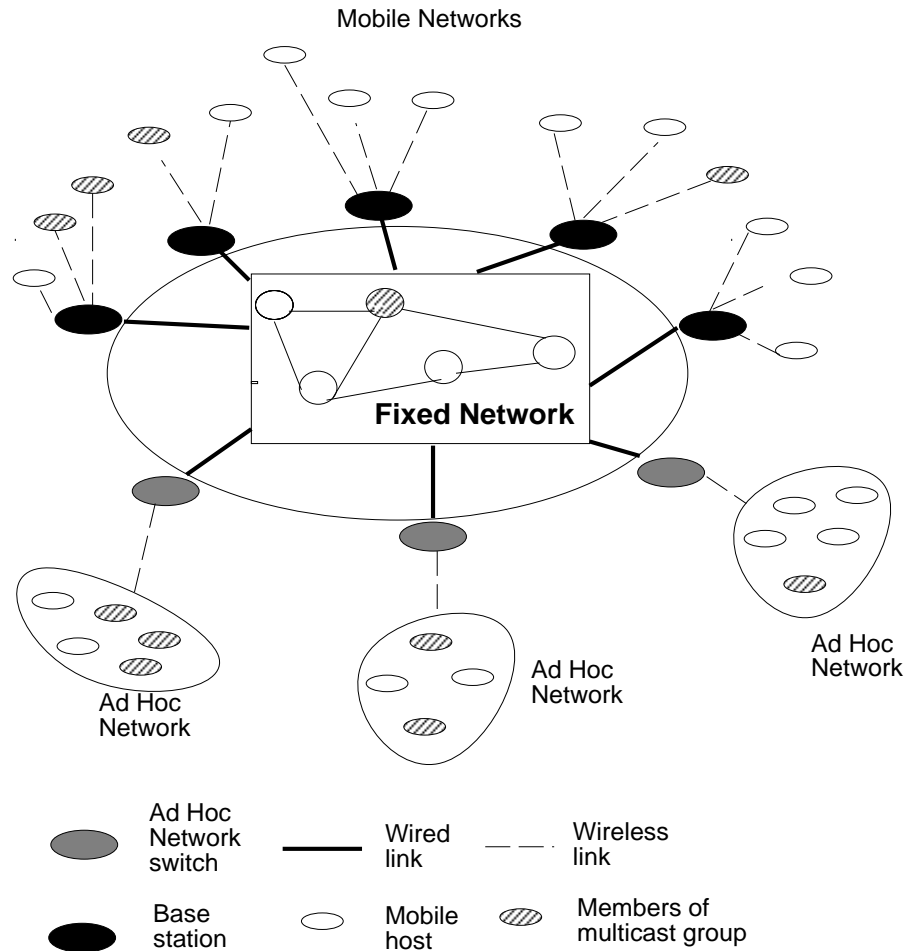 Mobile Networks
Fixed Network
Ad Hoc
Network
Ad Hoc
Network
Ad Hoc
Network
Ad Hoc
Network
switch
Wired
link
Wireless
link
Base
station
Mobile
host
Members of
multicast group